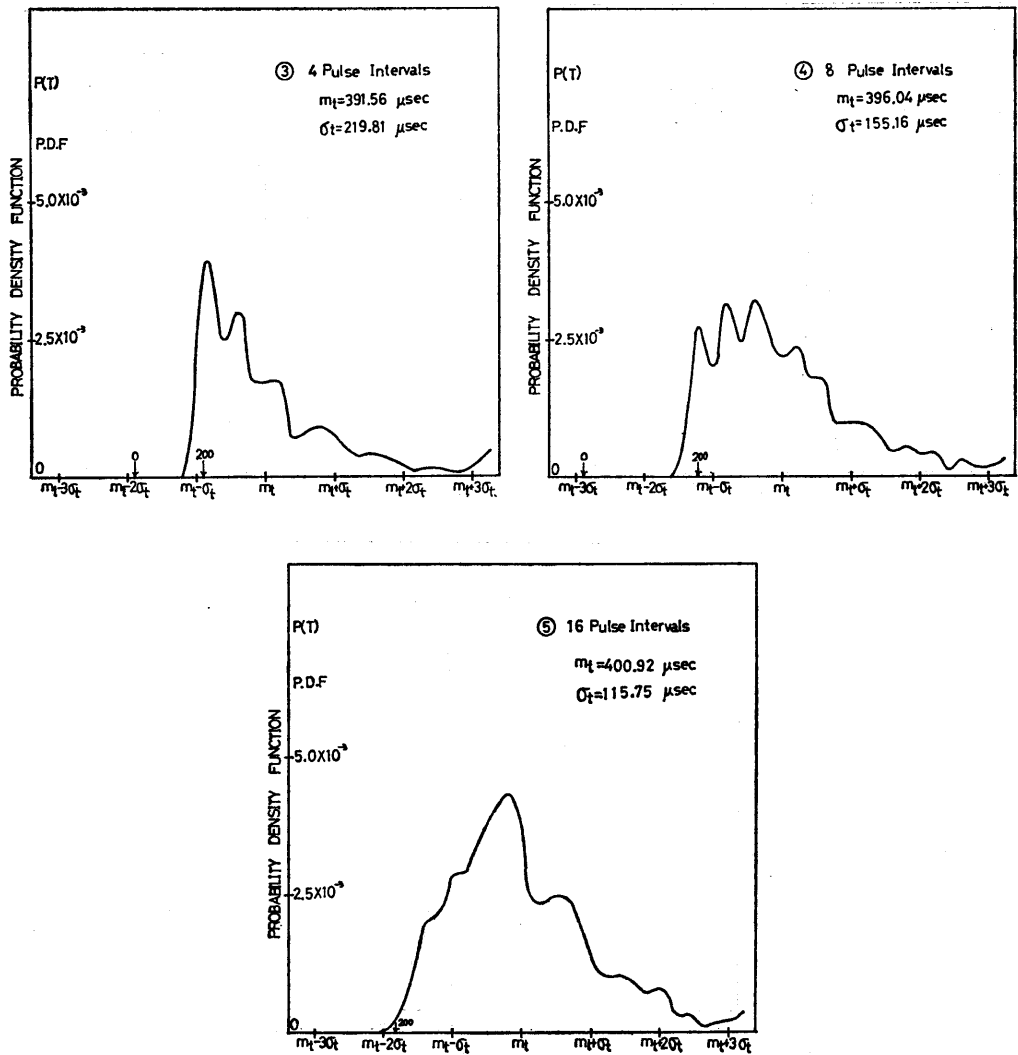 ③ 4 Pulse Intervals
P(T)
mt=391.56 μsec
σt=219.81 μsec
P.D.F
PROBABILITY DENSITY FUNCTION
5.0X10⁻³
2.5X10⁻³
0
0
200
mt-3σt
mt-2σt
mt-σt
mt
mt+σt
mt+2σt
mt+3σt
④ 8 Pulse Intervals
P(T)
mt=396.04 μsec
σt=155.16 μsec
P.D.F
PROBABILITY DENSITY FUNCTION
5.0X10⁻³
2.5X10⁻³
0
0
200
mt-3σt
mt-2σt
mt-σt
mt
mt+σt
mt+2σt
mt+3σt
⑤ 16 Pulse Intervals
P(T)
mt=400.92 μsec
σt=115.75 μsec
P.D.F
PROBABILITY DENSITY FUNCTION
5.0X10⁻³
2.5X10⁻³
0
200
mt-3σt
mt-2σt
mt-σt
mt
mt+σt
mt+2σt
mt+3σt